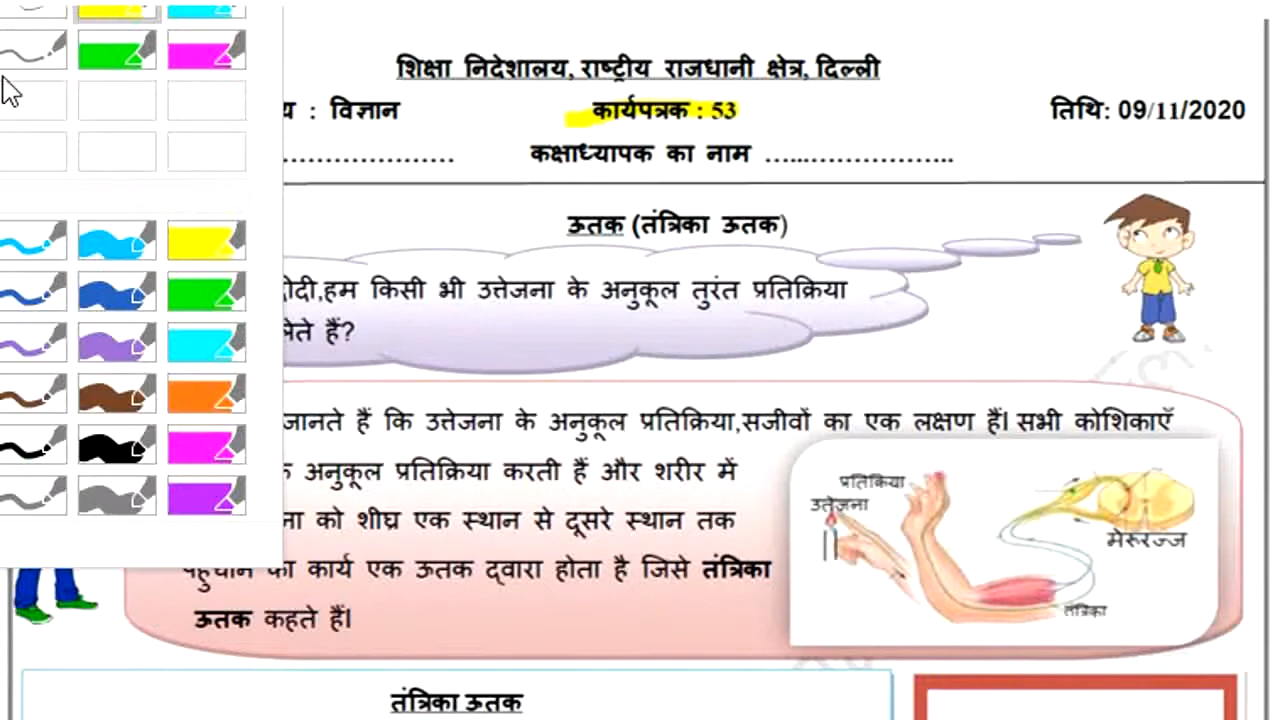 शिक्षा निदेशालय, राष्ट्रीय राजधानी क्षेत्र, दिल्ली
य : विज्ञान कार्यपत्रक : 53 तिथि: 09/11/2020
………………… कक्षाध्यापक का नाम …...………………..
ऊतक (तंत्रिका ऊतक)
दीदी,हम किसी भी उत्तेजना के अनुकूल तुरंत प्रतिक्रिया
लेते हैं?
जानते हैं कि उत्तेजना के अनुकूल प्रतिक्रिया,सजीवों का एक लक्षण हैं। सभी कोशिकाएँ
अनुकूल प्रतिक्रिया करती हैं और शरीर में
को शीघ्र एक स्थान से दूसरे स्थान तक
पहुंचाने का कार्य एक ऊतक द्वारा होता है जिसे तंत्रिका
ऊतक कहते हैं।
प्रतिकिया
उतेजना
मेरुरज्ज
तंत्रिका
तंत्रिका ऊतक